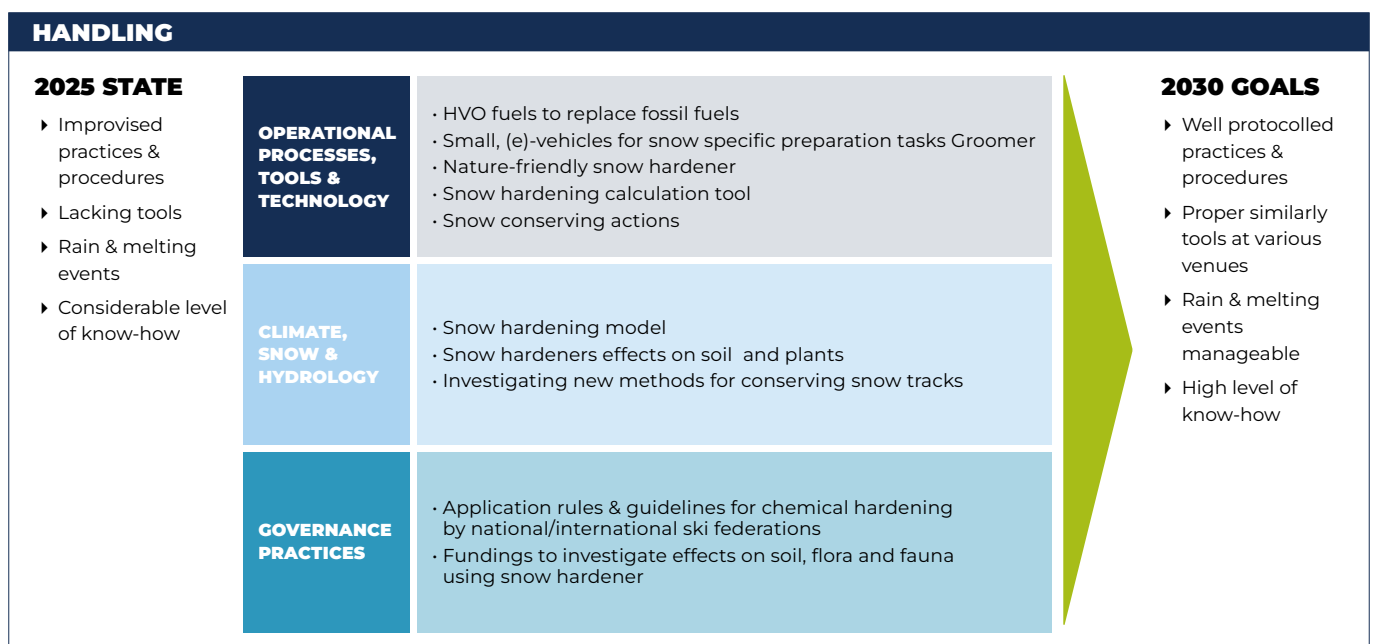 HANDLING
2025 STATE
‣ Improvised
practices &
procedures
‣ Lacking tools
‣ Rain & melting
events
‣ Considerable level
of know-how
OPERATIONAL
PROCESSES,
TOOLS &
TECHNOLOGY
· HVO fuels to replace fossil fuels
· Small, (e)-vehicles for snow specific preparation tasks Groomer
· Nature-friendly snow hardener
· Snow hardening calculation tool
· Snow conserving actions
CLIMATE,
SNOW &
HYDROLOGY
· Snow hardening model
· Snow hardeners effects on soil and plants
· Investigating new methods for conserving snow tracks
GOVERNANCE
PRACTICES
· Application rules & guidelines for chemical hardening
by national/international ski federations
· Fundings to investigate effects on soil, flora and fauna
using snow hardener
2030 GOALS
‣ Well protocolled
practices &
procedures
‣ Proper similarly
tools at various
venues
‣ Rain & melting
events
manageable
‣ High level of
know-how